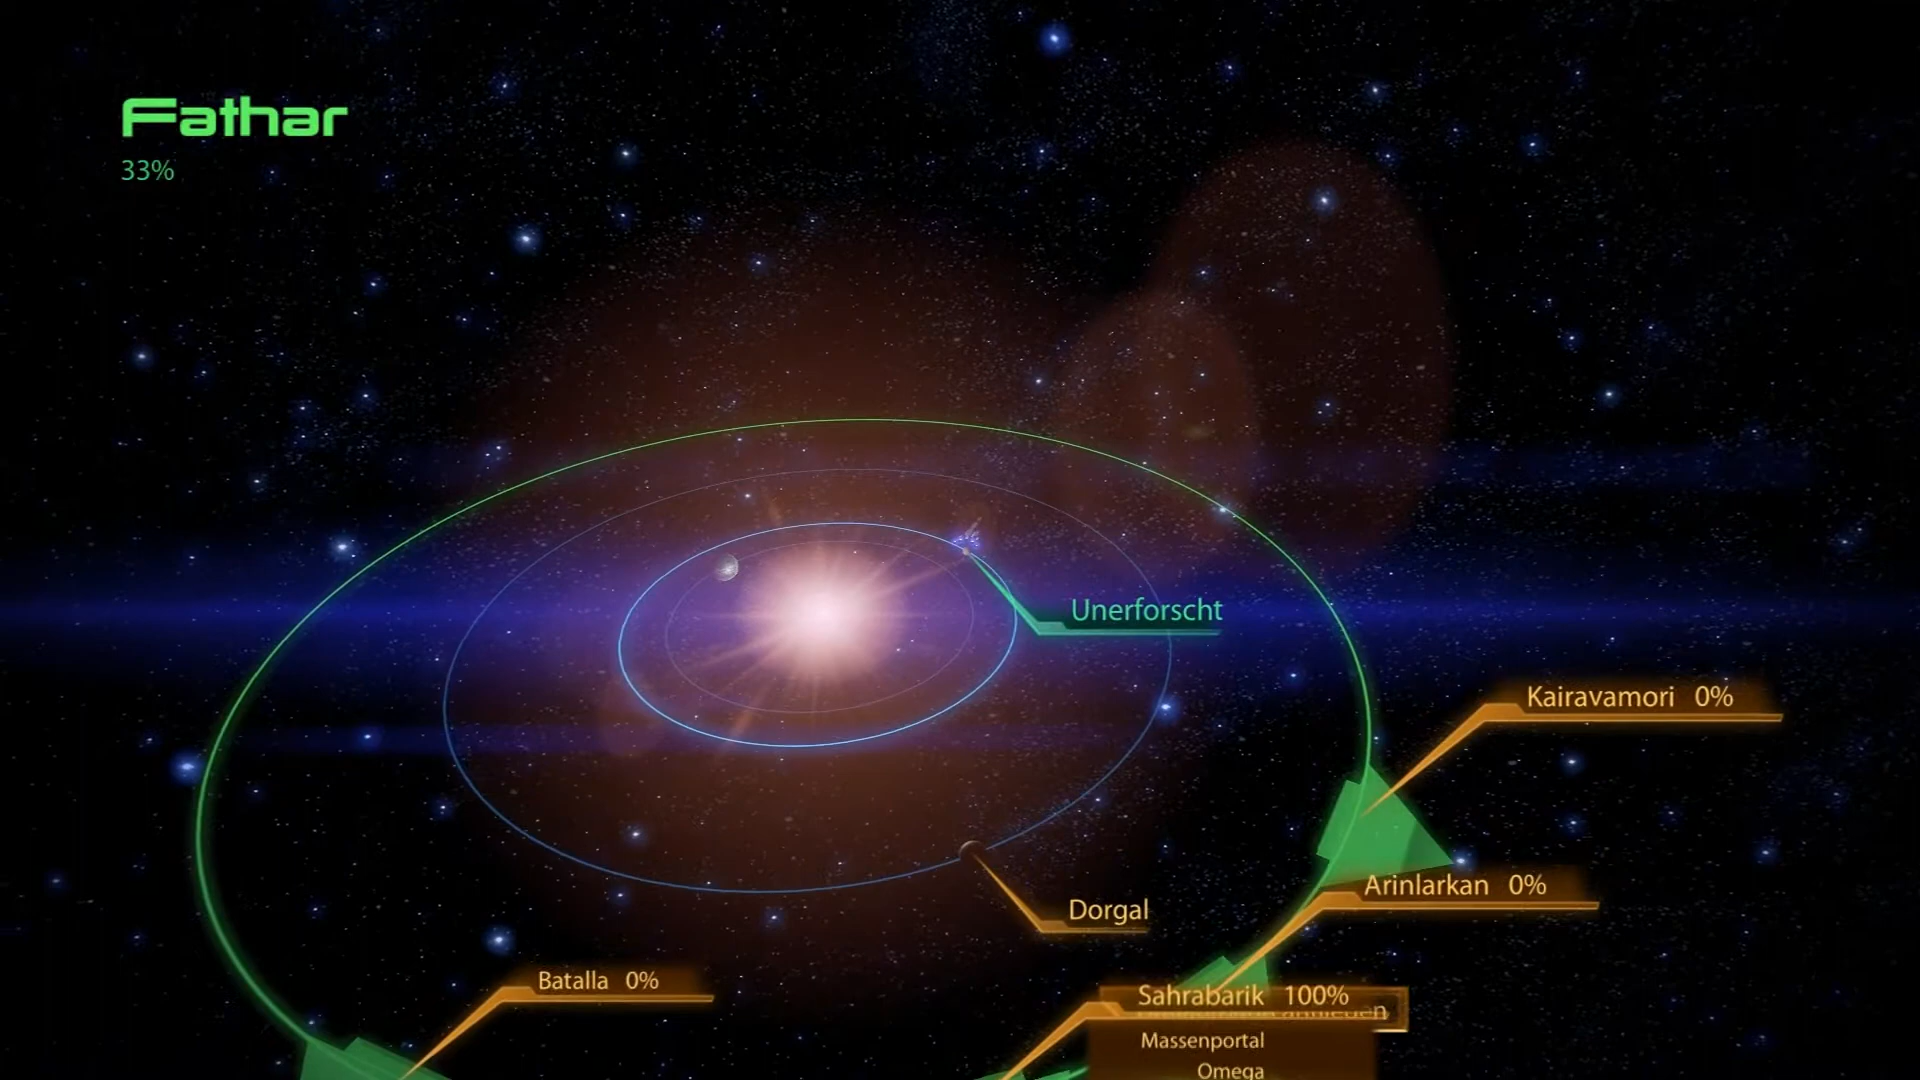 Fathar
33%
Unerforscht
Kairavamori 0%
Arinlarkan 0%
Dorgal
Batalla 0%
Sahrabarik 100%
Massenportal
Omega